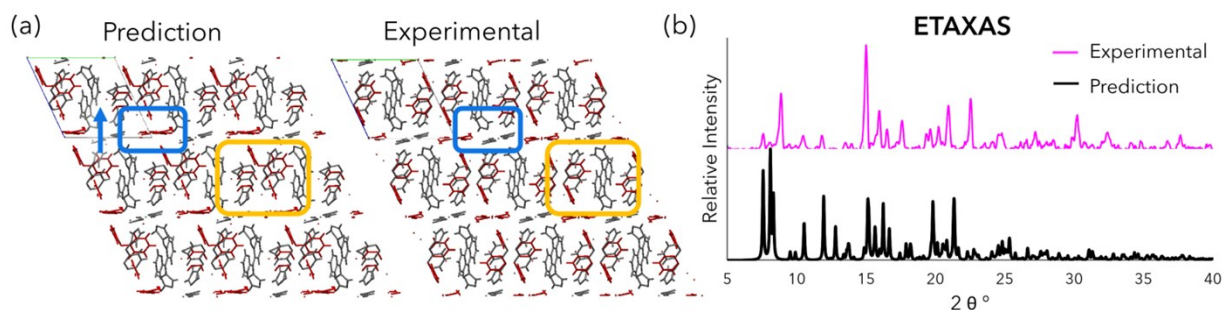 (a)
Prediction
Experimental
(b)
ETAXAS
Experimental
Prediction
Relative Intensity
5 10 15 20 25 30 35 40
2 θ °